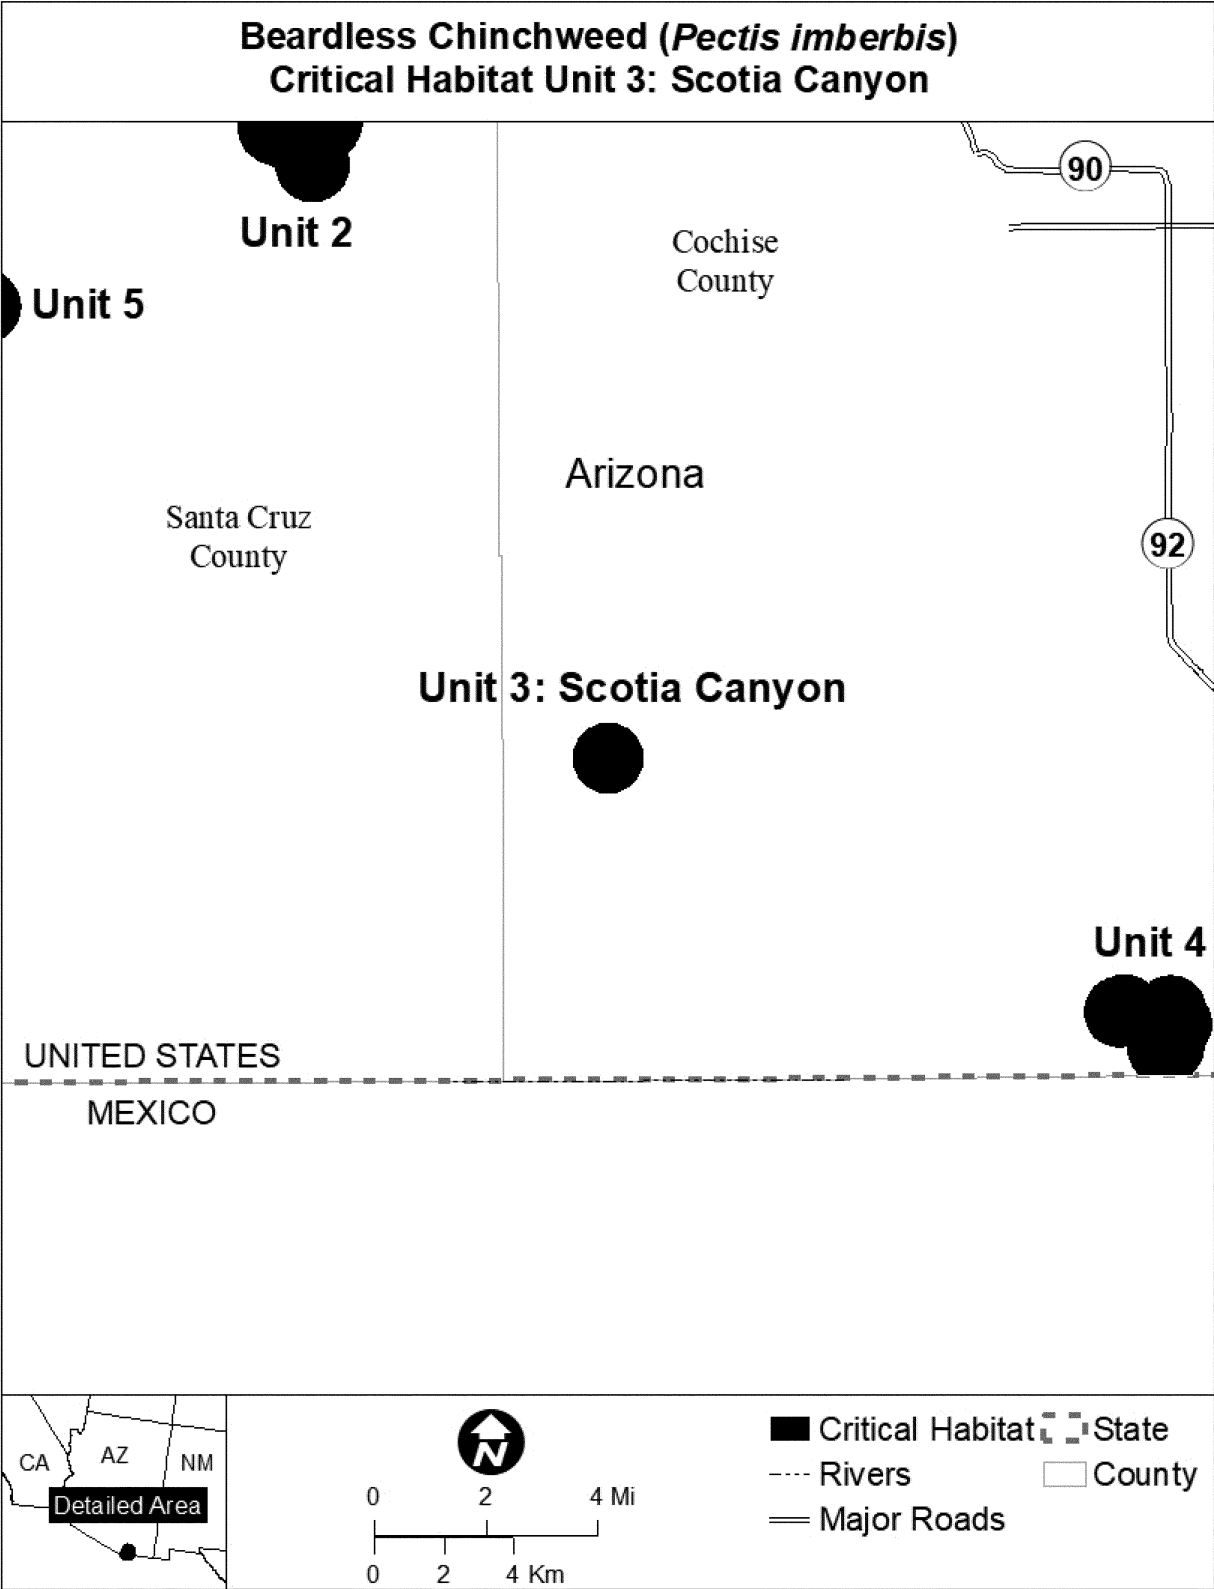 Beardless Chinchweed (Pectis imberbis)
Critical Habitat Unit 3: Scotia Canyon
90
Unit 2
Cochise
County
Unit 5
Arizona
Santa Cruz
County
92
Unit 3: Scotia Canyon
Unit 4
UNITED STATES
MEXICO
CA
AZ
NM
Detailed Area
N
0 2 4 Mi
0 2 4 Km
Critical Habitat
Rivers
Major Roads
State
County